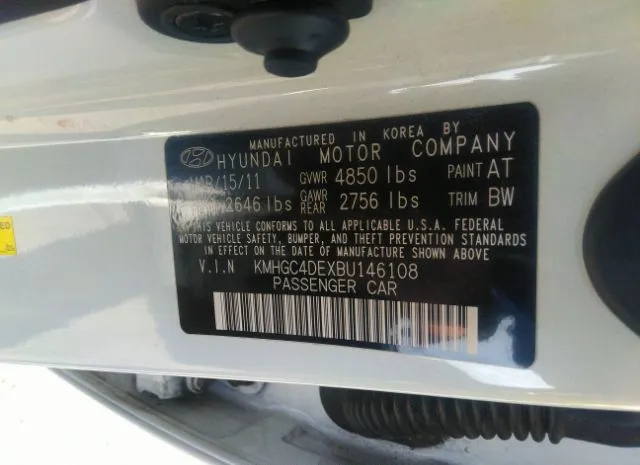 MANUFACTURED IN KOREA BY
HYUNDAI MOTOR COMPANY
/15/11 GVWR 4850 lbs PAINT AT
2646 lbs GAWR REAR 2756 lbs TRIM BW
THIS VEHICLE CONFORMS TO ALL APPLICABLE U.S.A. FEDERAL
MOTOR VEHICLE SAFETY, BUMPER, AND THEFT PREVENTION
STANDARDS IN EFFECT ON THE DATE OF MANUFACTURE SHOWN ABOVE
V.I.N KMHGC4DEXBU146108
PASSENGER CAR